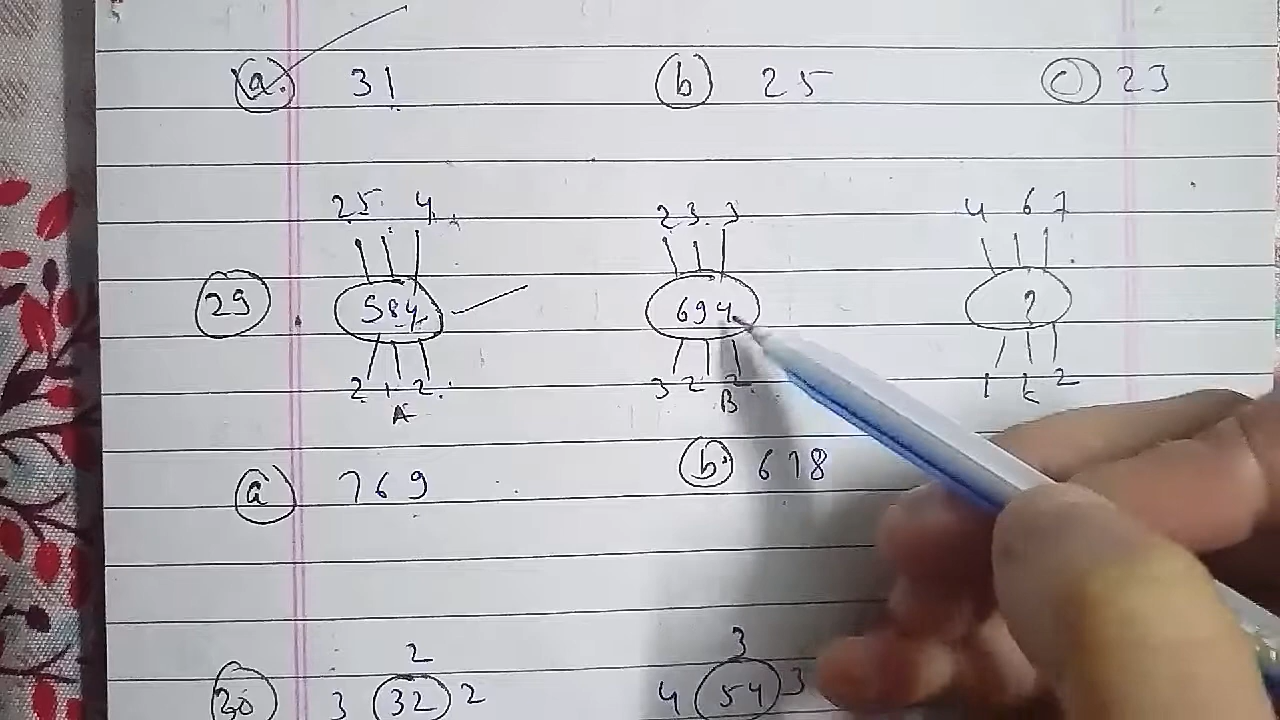 (a) 31 (b) 25 (c) 23
25 4 2 3 3 4 6 7
(29) 584 694 ?
2 1 2 3 2 2 1 2
A B C
(a) 769 (b) 678
2 3
(30) 3 (32) 2 4 (54) 3